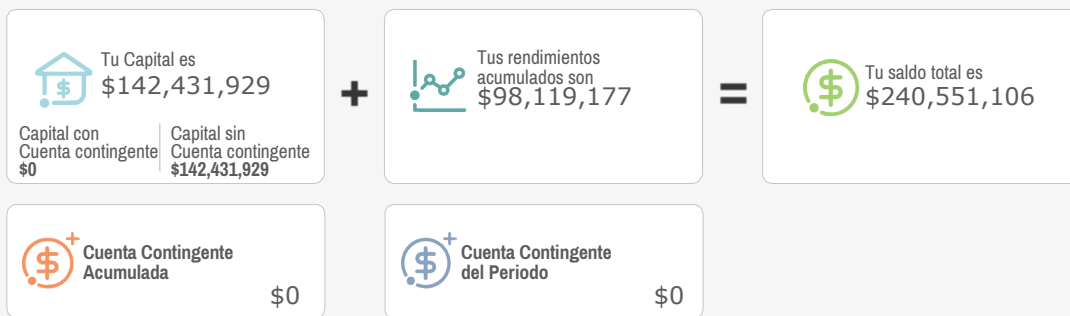 Tu Capital es
$142,431,929
Capital con
Cuenta contingente
$0
Capital sin
Cuenta contingente
$142,431,929
+
Tus rendimientos
acumulados son
$98,119,177
=
Tu saldo total es
$240,551,106
Cuenta Contingente
Acumulada
$0
Cuenta Contingente
del Periodo
$0